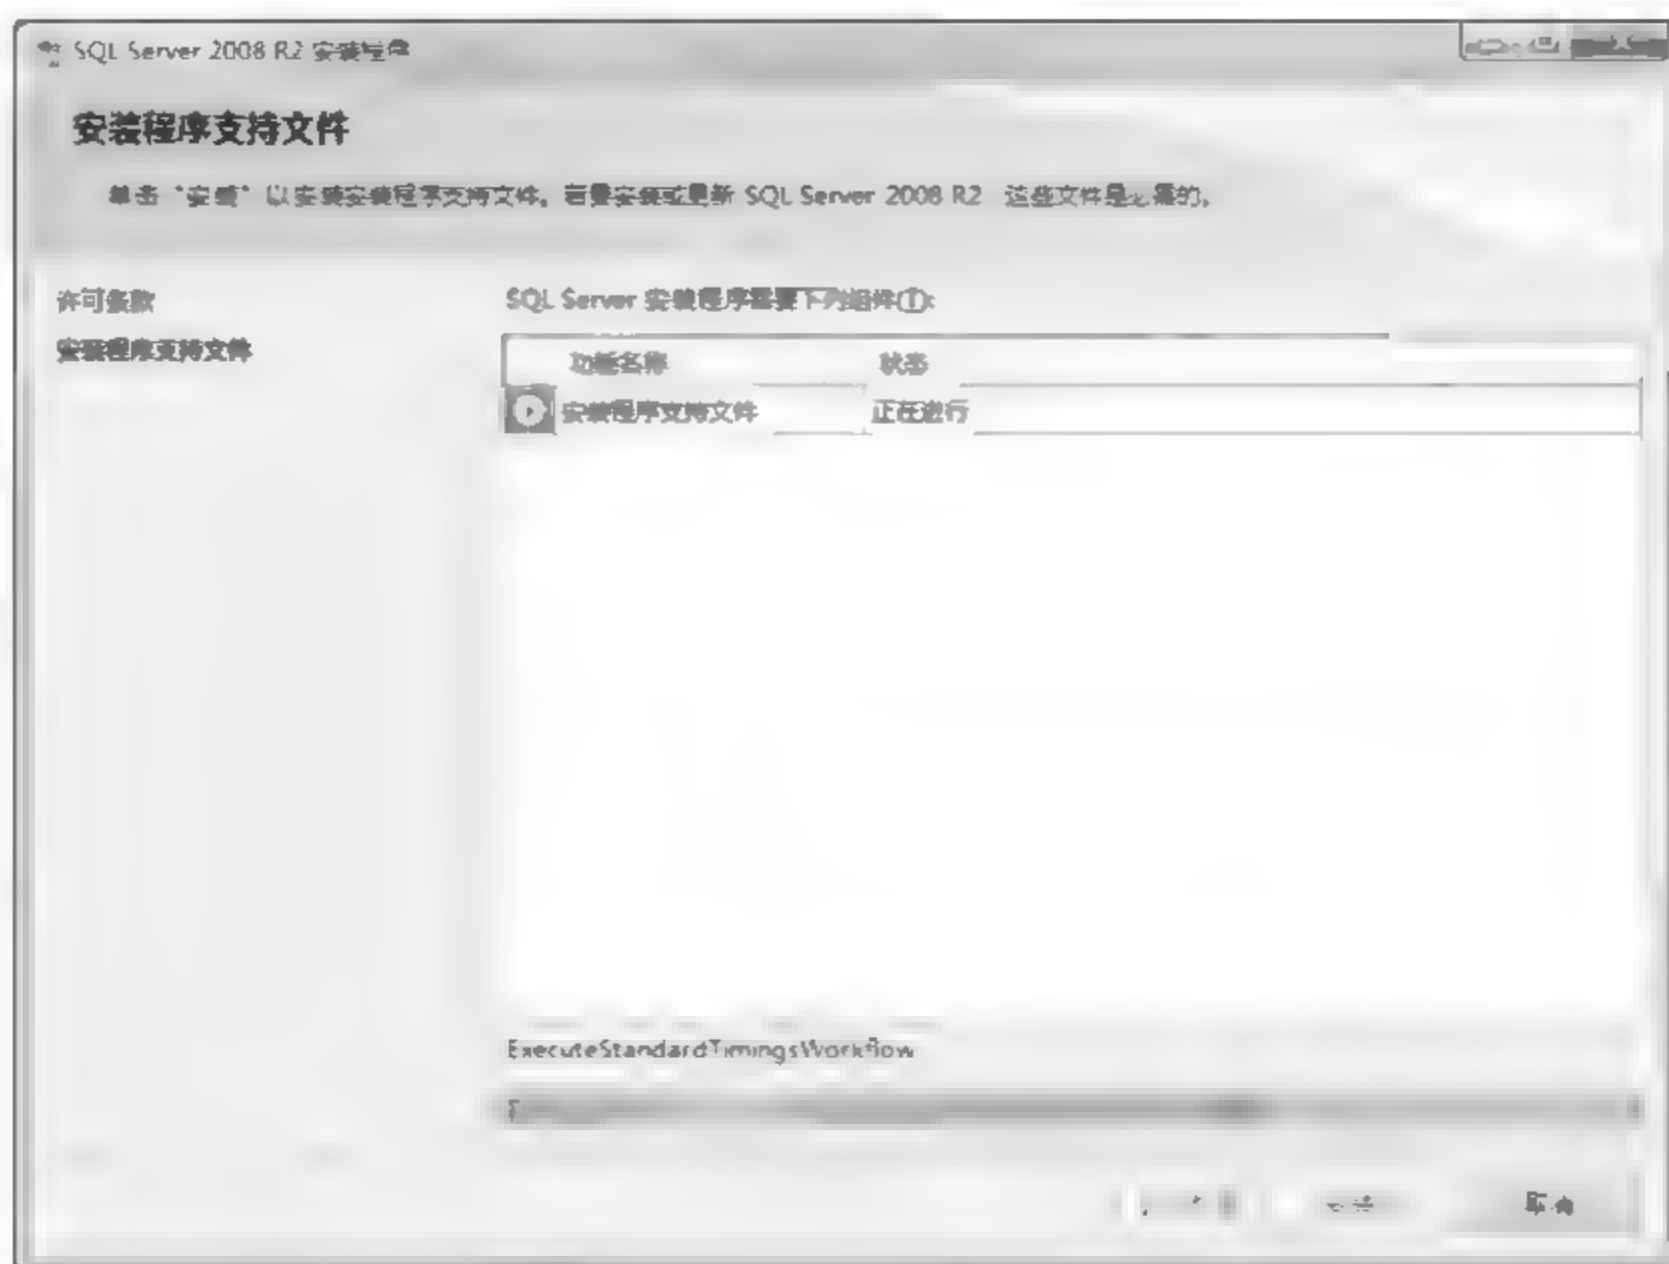 SQL Server 2008 R2 安装程序
安装程序支持文件
单击“安装”以安装安装程序支持文件。若要安装或更新 SQL Server 2008 R2，这些文件是必需的。
许可条款
安装程序支持文件
SQL Server 安装程序需要下列组件(T):
功能名称 状态
安装程序支持文件 正在进行
ExecuteStandardTimingsWorkflow
取消